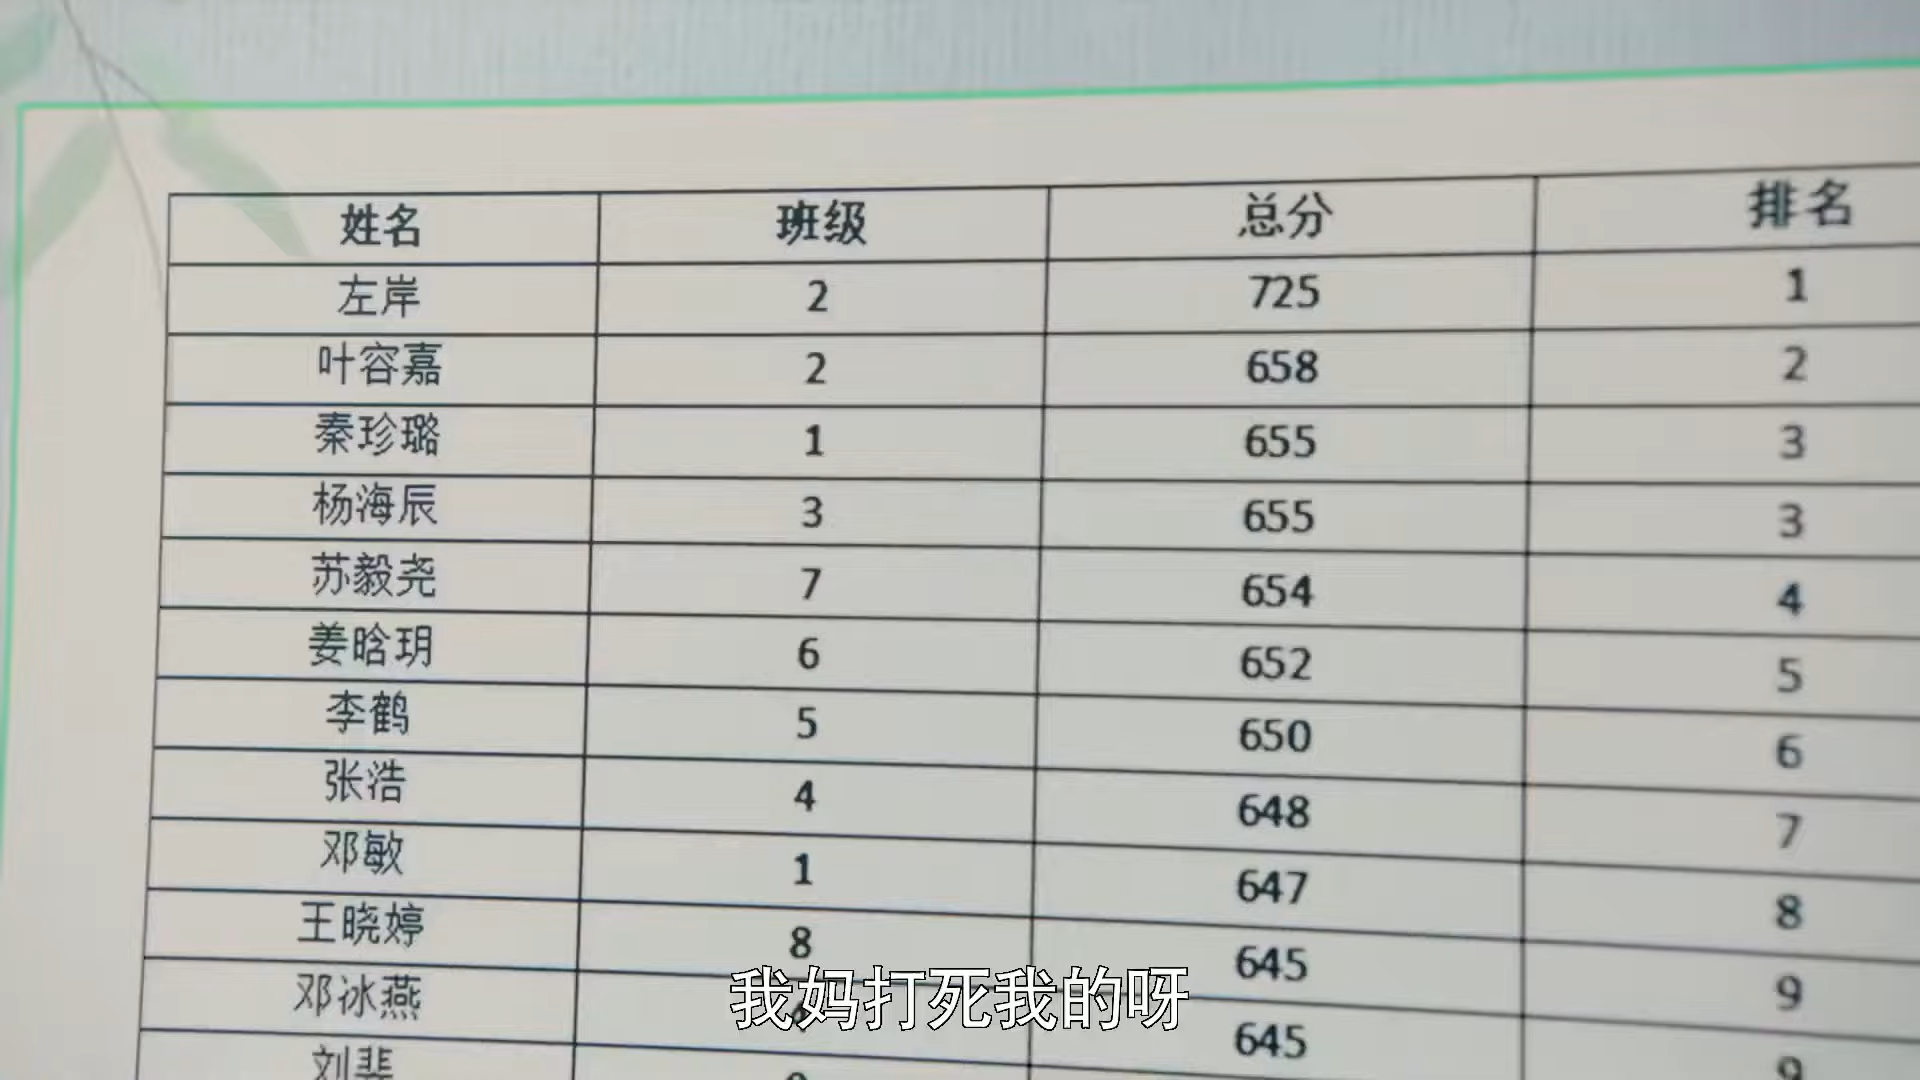 姓名 班级 总分 排名
左岸 2 725 1
叶容嘉 2 658 2
秦珍璐 1 655 3
杨海辰 3 655 3
苏毅尧 7 654 4
姜晗玥 6 652 5
李鹤 5 650 6
张浩 4 648 7
邓敏 1 647 8
王晓婷 8 645 9
邓冰燕 645 9
刘斐
我妈打死我的呀